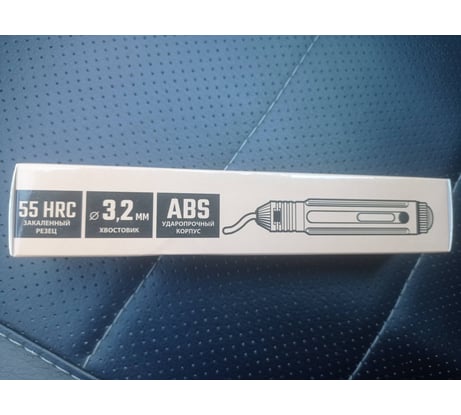 55 HRC
ЗАКАЛЕННЫЙ
РЕЗЕЦ
⌀ 3,2 ММ
ХВОСТОВИК
ABS
УДАРОПРОЧНЫЙ
КОРПУС